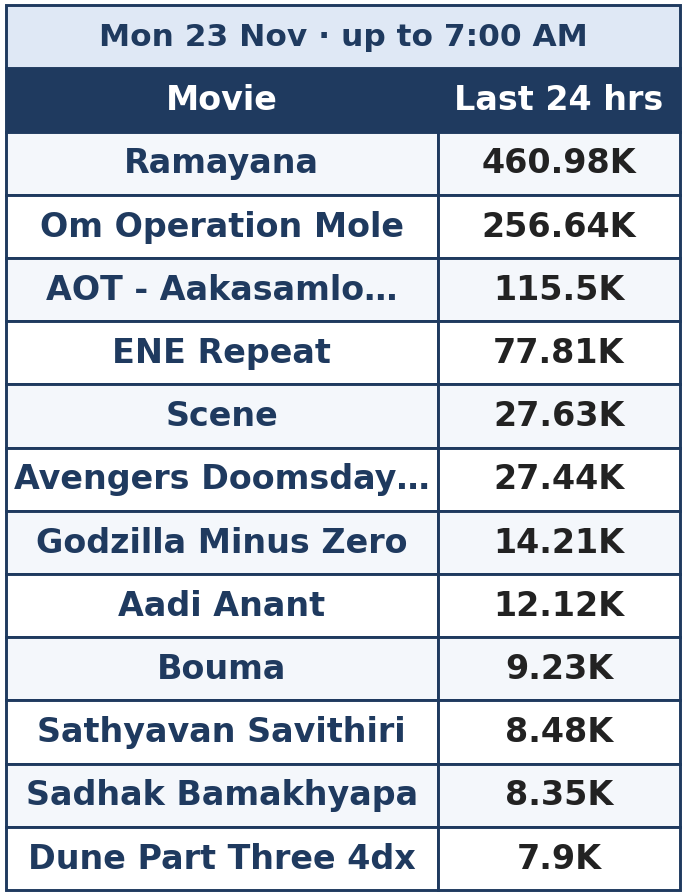 Mon 23 Nov · up to 7:00 AM
Movie Last 24 hrs
Ramayana 460.98K
Om Operation Mole 256.64K
AOT - Aakasamlo... 115.5K
ENE Repeat 77.81K
Scene 27.63K
Avengers Doomsday... 27.44K
Godzilla Minus Zero 14.21K
Aadi Anant 12.12K
Bouma 9.23K
Sathyavan Savithiri 8.48K
Sadhak Bamakhyapa 8.35K
Dune Part Three 4dx 7.9K